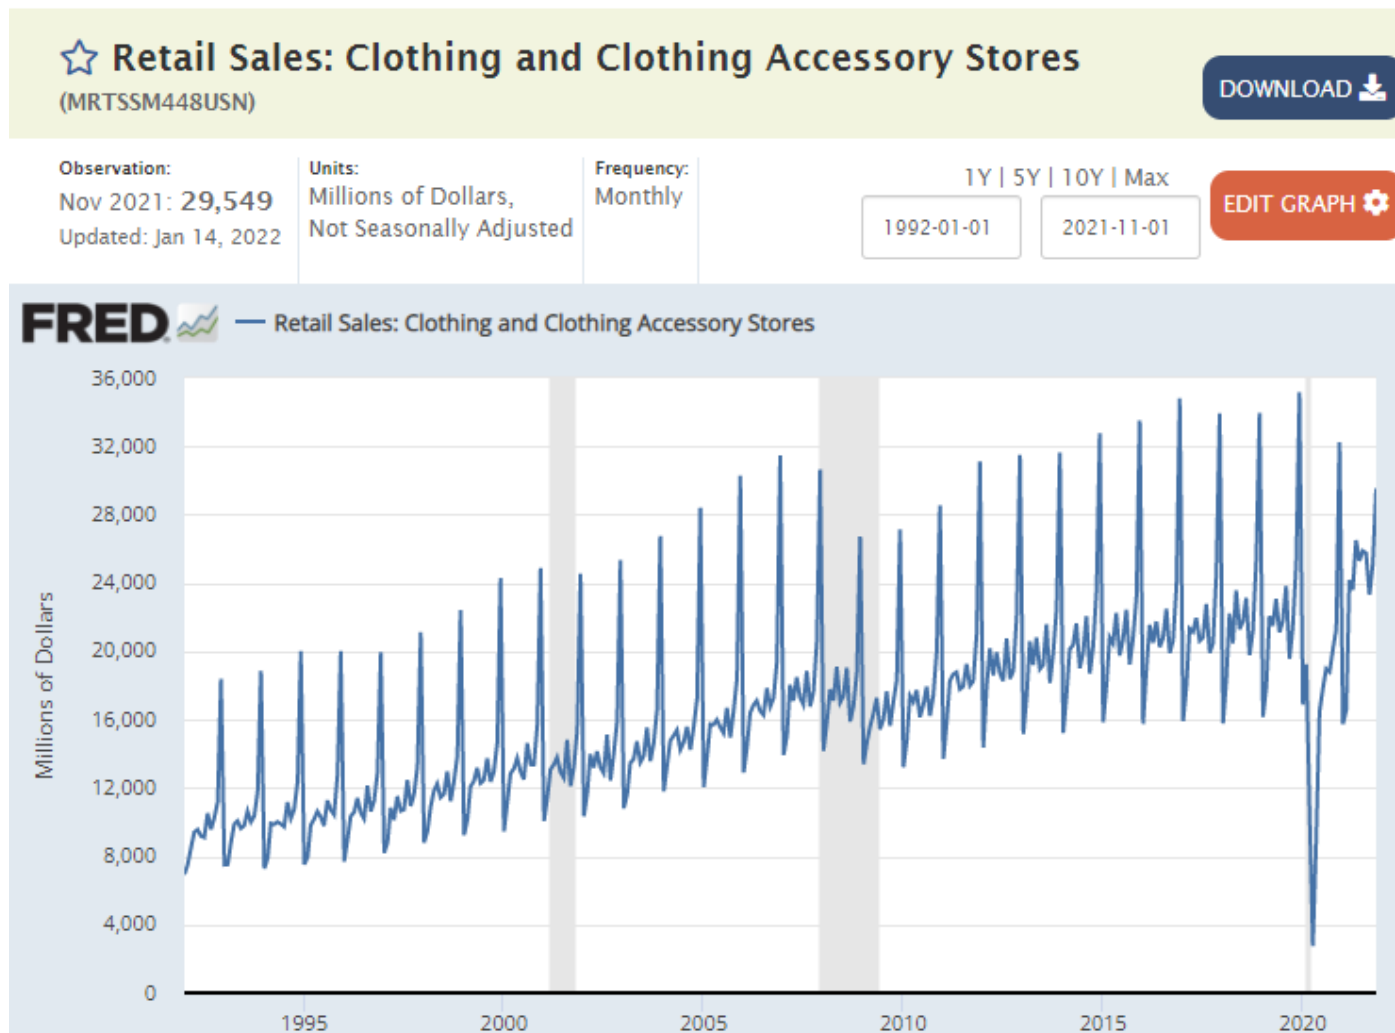 Retail Sales: Clothing and Clothing Accessory Stores
(MRTSSM448USN)
DOWNLOAD
Observation:
Nov 2021: 29,549
Updated: Jan 14, 2022
Units:
Millions of Dollars,
Not Seasonally Adjusted
Frequency:
Monthly
1Y | 5Y | 10Y | Max
1992-01-01
2021-11-01
EDIT GRAPH
FRED
Retail Sales: Clothing and Clothing Accessory Stores
36,000
32,000
28,000
24,000
20,000
16,000
12,000
8,000
4,000
0
Millions of Dollars
1995
2000
2005
2010
2015
2020